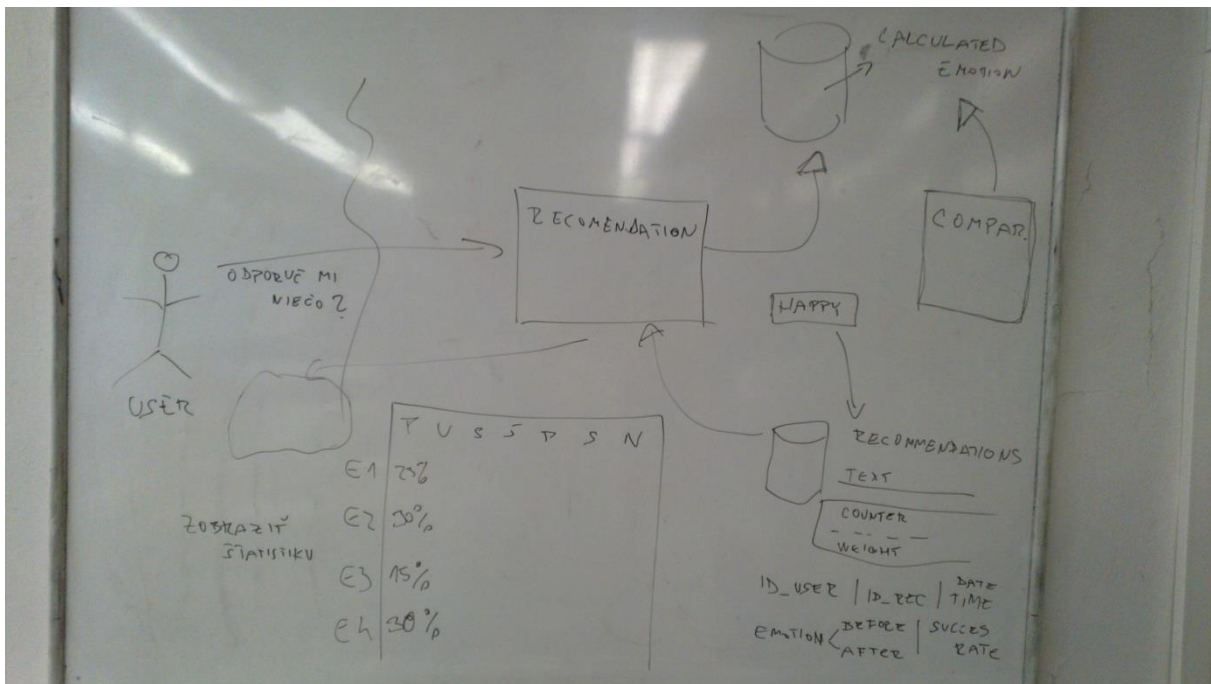 CALCULATED
EMOTION
RECOMENDATION
COMPAR.
ODPORUČ MI
NIEČO?
HAPPY
USER
RECOMMENDATIONS
TEXT
COUNTER
WEIGHT
P U S Š P S N
E1 25%
E2 30%
E3 15%
E4 30%
ZOBRAZIŤ
ŠTATISTIKU
ID_USER | ID_REC | DATE
TIME
EMOTION < BEFORE | SUCCES
AFTER RATE